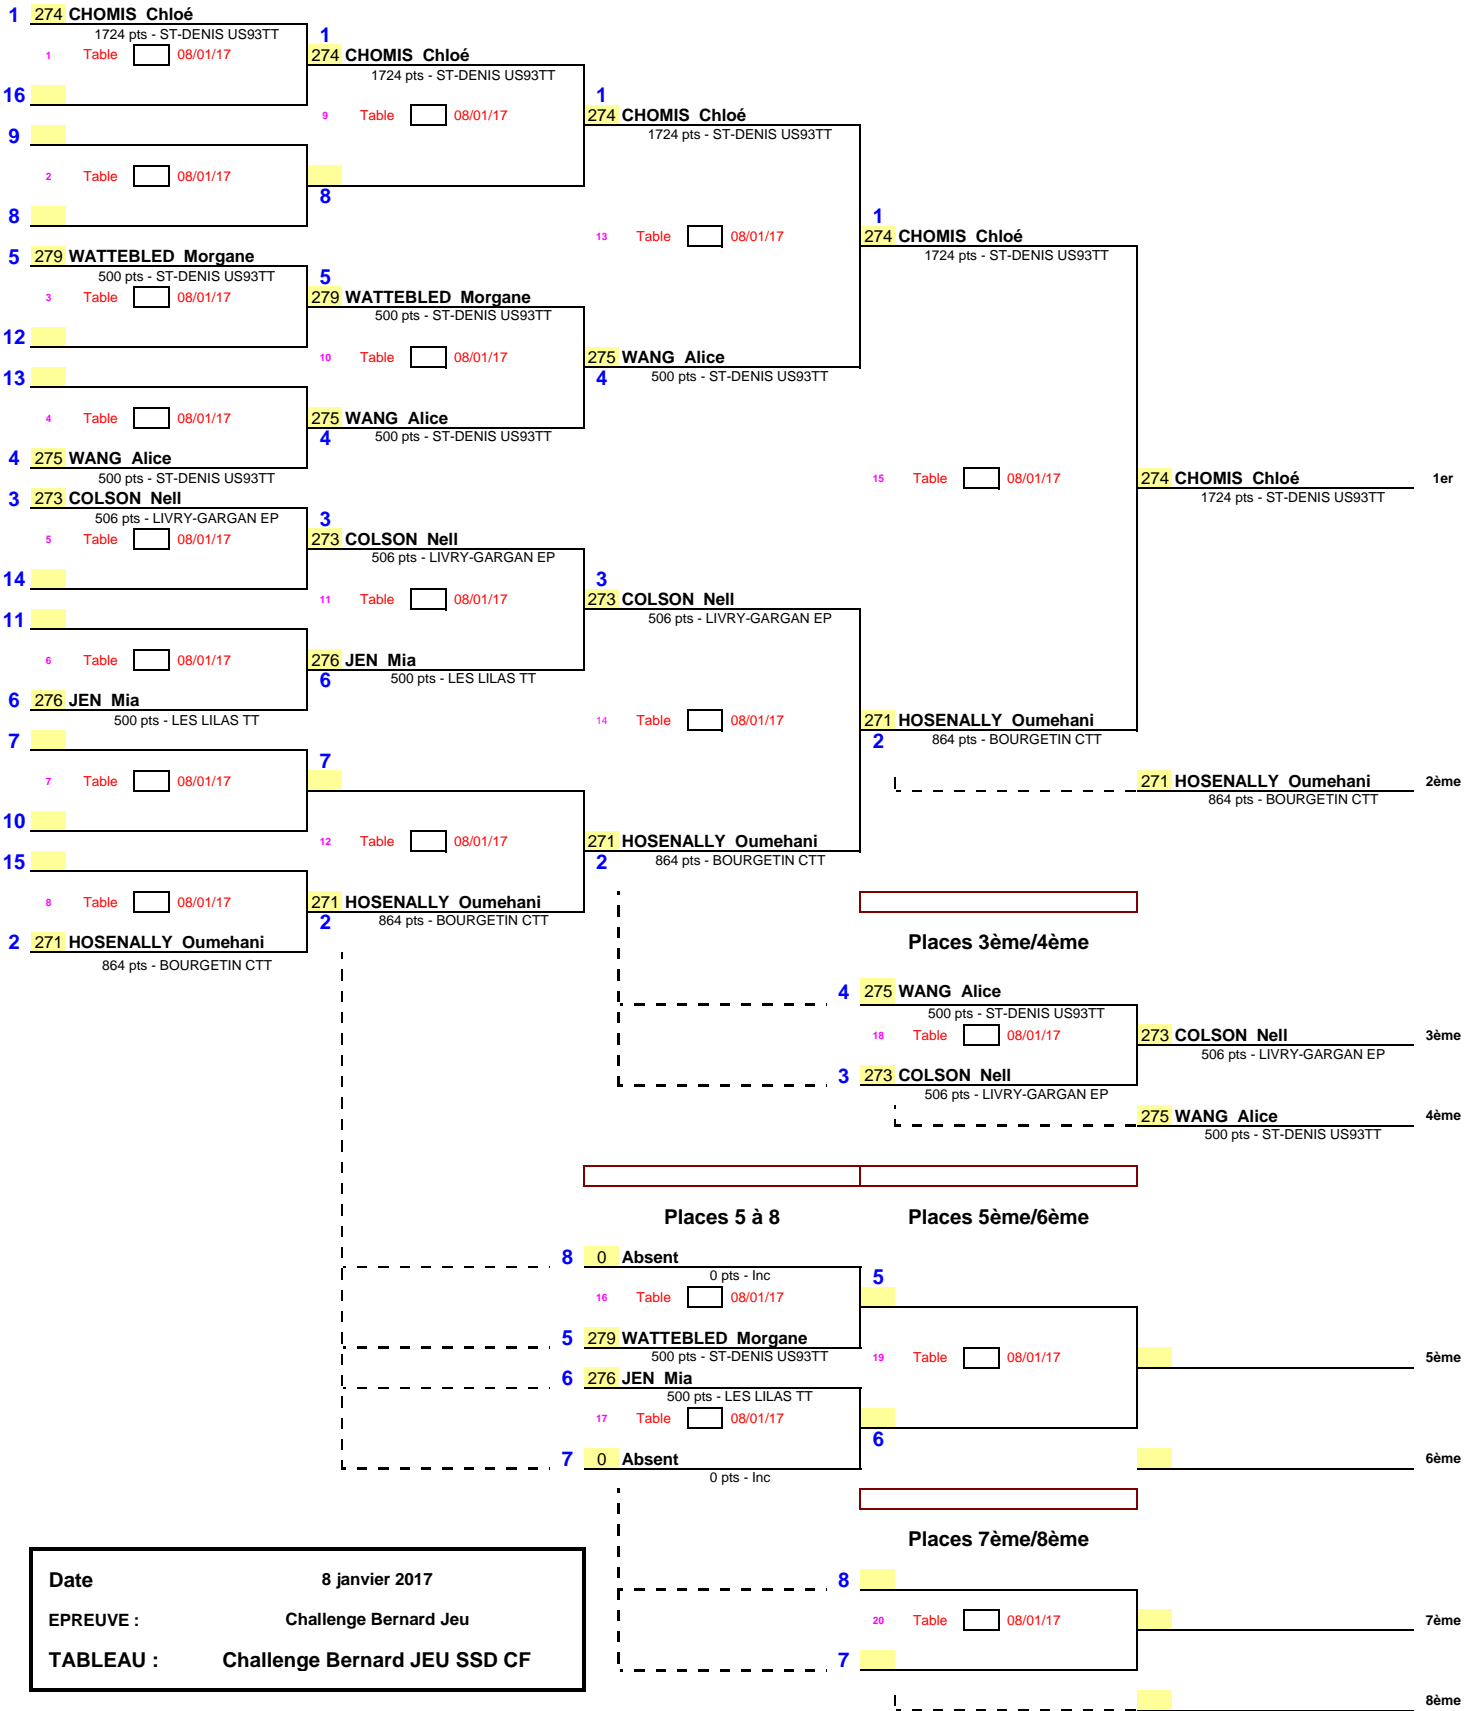 1 274 CHOMIS Chloé
1724 pts - ST-DENIS US93TT
1 Table 08/01/17
16
9
2 Table 08/01/17
8
5 279 WATTEBLED Morgane
500 pts - ST-DENIS US93TT
3 Table 08/01/17
12
13
4 Table 08/01/17
4 275 WANG Alice
500 pts - ST-DENIS US93TT
3 273 COLSON Nell
506 pts - LIVRY-GARGAN EP
5 Table 08/01/17
14
11
6 Table 08/01/17
6 276 JEN Mia
500 pts - LES LILAS TT
7
7 Table 08/01/17
10
15
8 Table 08/01/17
2 271 HOSENALLY Oumehani
864 pts - BOURGETIN CTT
1
274 CHOMIS Chloé
1724 pts - ST-DENIS US93TT
9 Table 08/01/17
8
5
279 WATTEBLED Morgane
500 pts - ST-DENIS US93TT
10 Table 08/01/17
275 WANG Alice
4 500 pts - ST-DENIS US93TT
3
273 COLSON Nell
506 pts - LIVRY-GARGAN EP
11 Table 08/01/17
276 JEN Mia
6 500 pts - LES LILAS TT
7
12 Table 08/01/17
271 HOSENALLY Oumehani
2 864 pts - BOURGETIN CTT
1
274 CHOMIS Chloé
1724 pts - ST-DENIS US93TT
13 Table 08/01/17
275 WANG Alice
4 500 pts - ST-DENIS US93TT
3
273 COLSON Nell
506 pts - LIVRY-GARGAN EP
14 Table 08/01/17
271 HOSENALLY Oumehani
2 864 pts - BOURGETIN CTT
1
274 CHOMIS Chloé
1724 pts - ST-DENIS US93TT
15 Table 08/01/17
271 HOSENALLY Oumehani
2 864 pts - BOURGETIN CTT
274 CHOMIS Chloé 1er
1724 pts - ST-DENIS US93TT
271 HOSENALLY Oumehani 2ème
864 pts - BOURGETIN CTT
Places 3ème/4ème
4 275 WANG Alice
500 pts - ST-DENIS US93TT
18 Table 08/01/17
3 273 COLSON Nell
506 pts - LIVRY-GARGAN EP
273 COLSON Nell 3ème
506 pts - LIVRY-GARGAN EP
275 WANG Alice 4ème
500 pts - ST-DENIS US93TT
Places 5 à 8 Places 5ème/6ème
8 0 Absent
0 pts - Inc
16 Table 08/01/17
5 279 WATTEBLED Morgane
500 pts - ST-DENIS US93TT
6 276 JEN Mia
500 pts - LES LILAS TT
17 Table 08/01/17
7 0 Absent
0 pts - Inc
5
19 Table 08/01/17
6
5ème
6ème
Places 7ème/8ème
8
20 Table 08/01/17
7
7ème
8ème
Date 8 janvier 2017
EPREUVE : Challenge Bernard Jeu
TABLEAU : Challenge Bernard JEU SSD CF